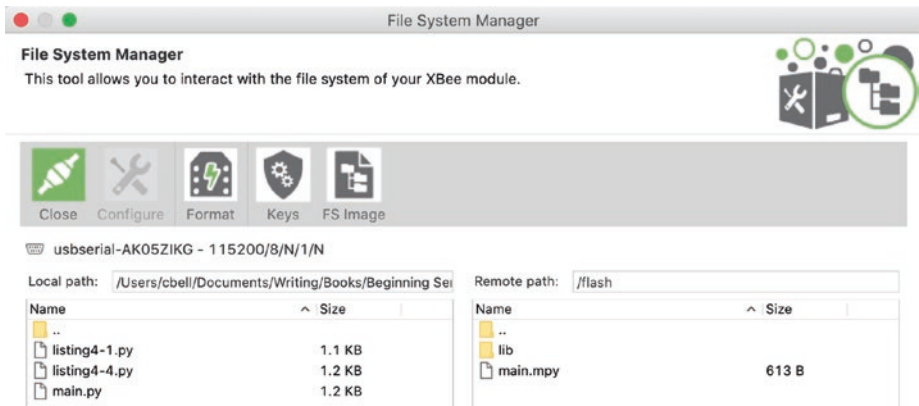 File System Manager
File System Manager
This tool allows you to interact with the file system of your XBee module.
Close Configure Format Keys FS Image
usbserial-AK05ZIKG - 115200/8/N/1/N
Local path: /Users/cbell/Documents/Writing/Books/Beginning Se Remote path: /flash
Name Size Name Size
.. ..
listing4-1.py 1.1 KB lib
listing4-4.py 1.2 KB main.mpy 613 B
main.py 1.2 KB